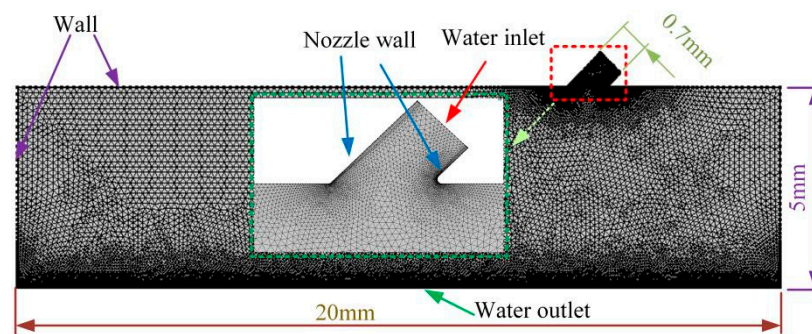 Wall
Nozzle wall
Water inlet
0.7mm
5mm
Water outlet
20mm